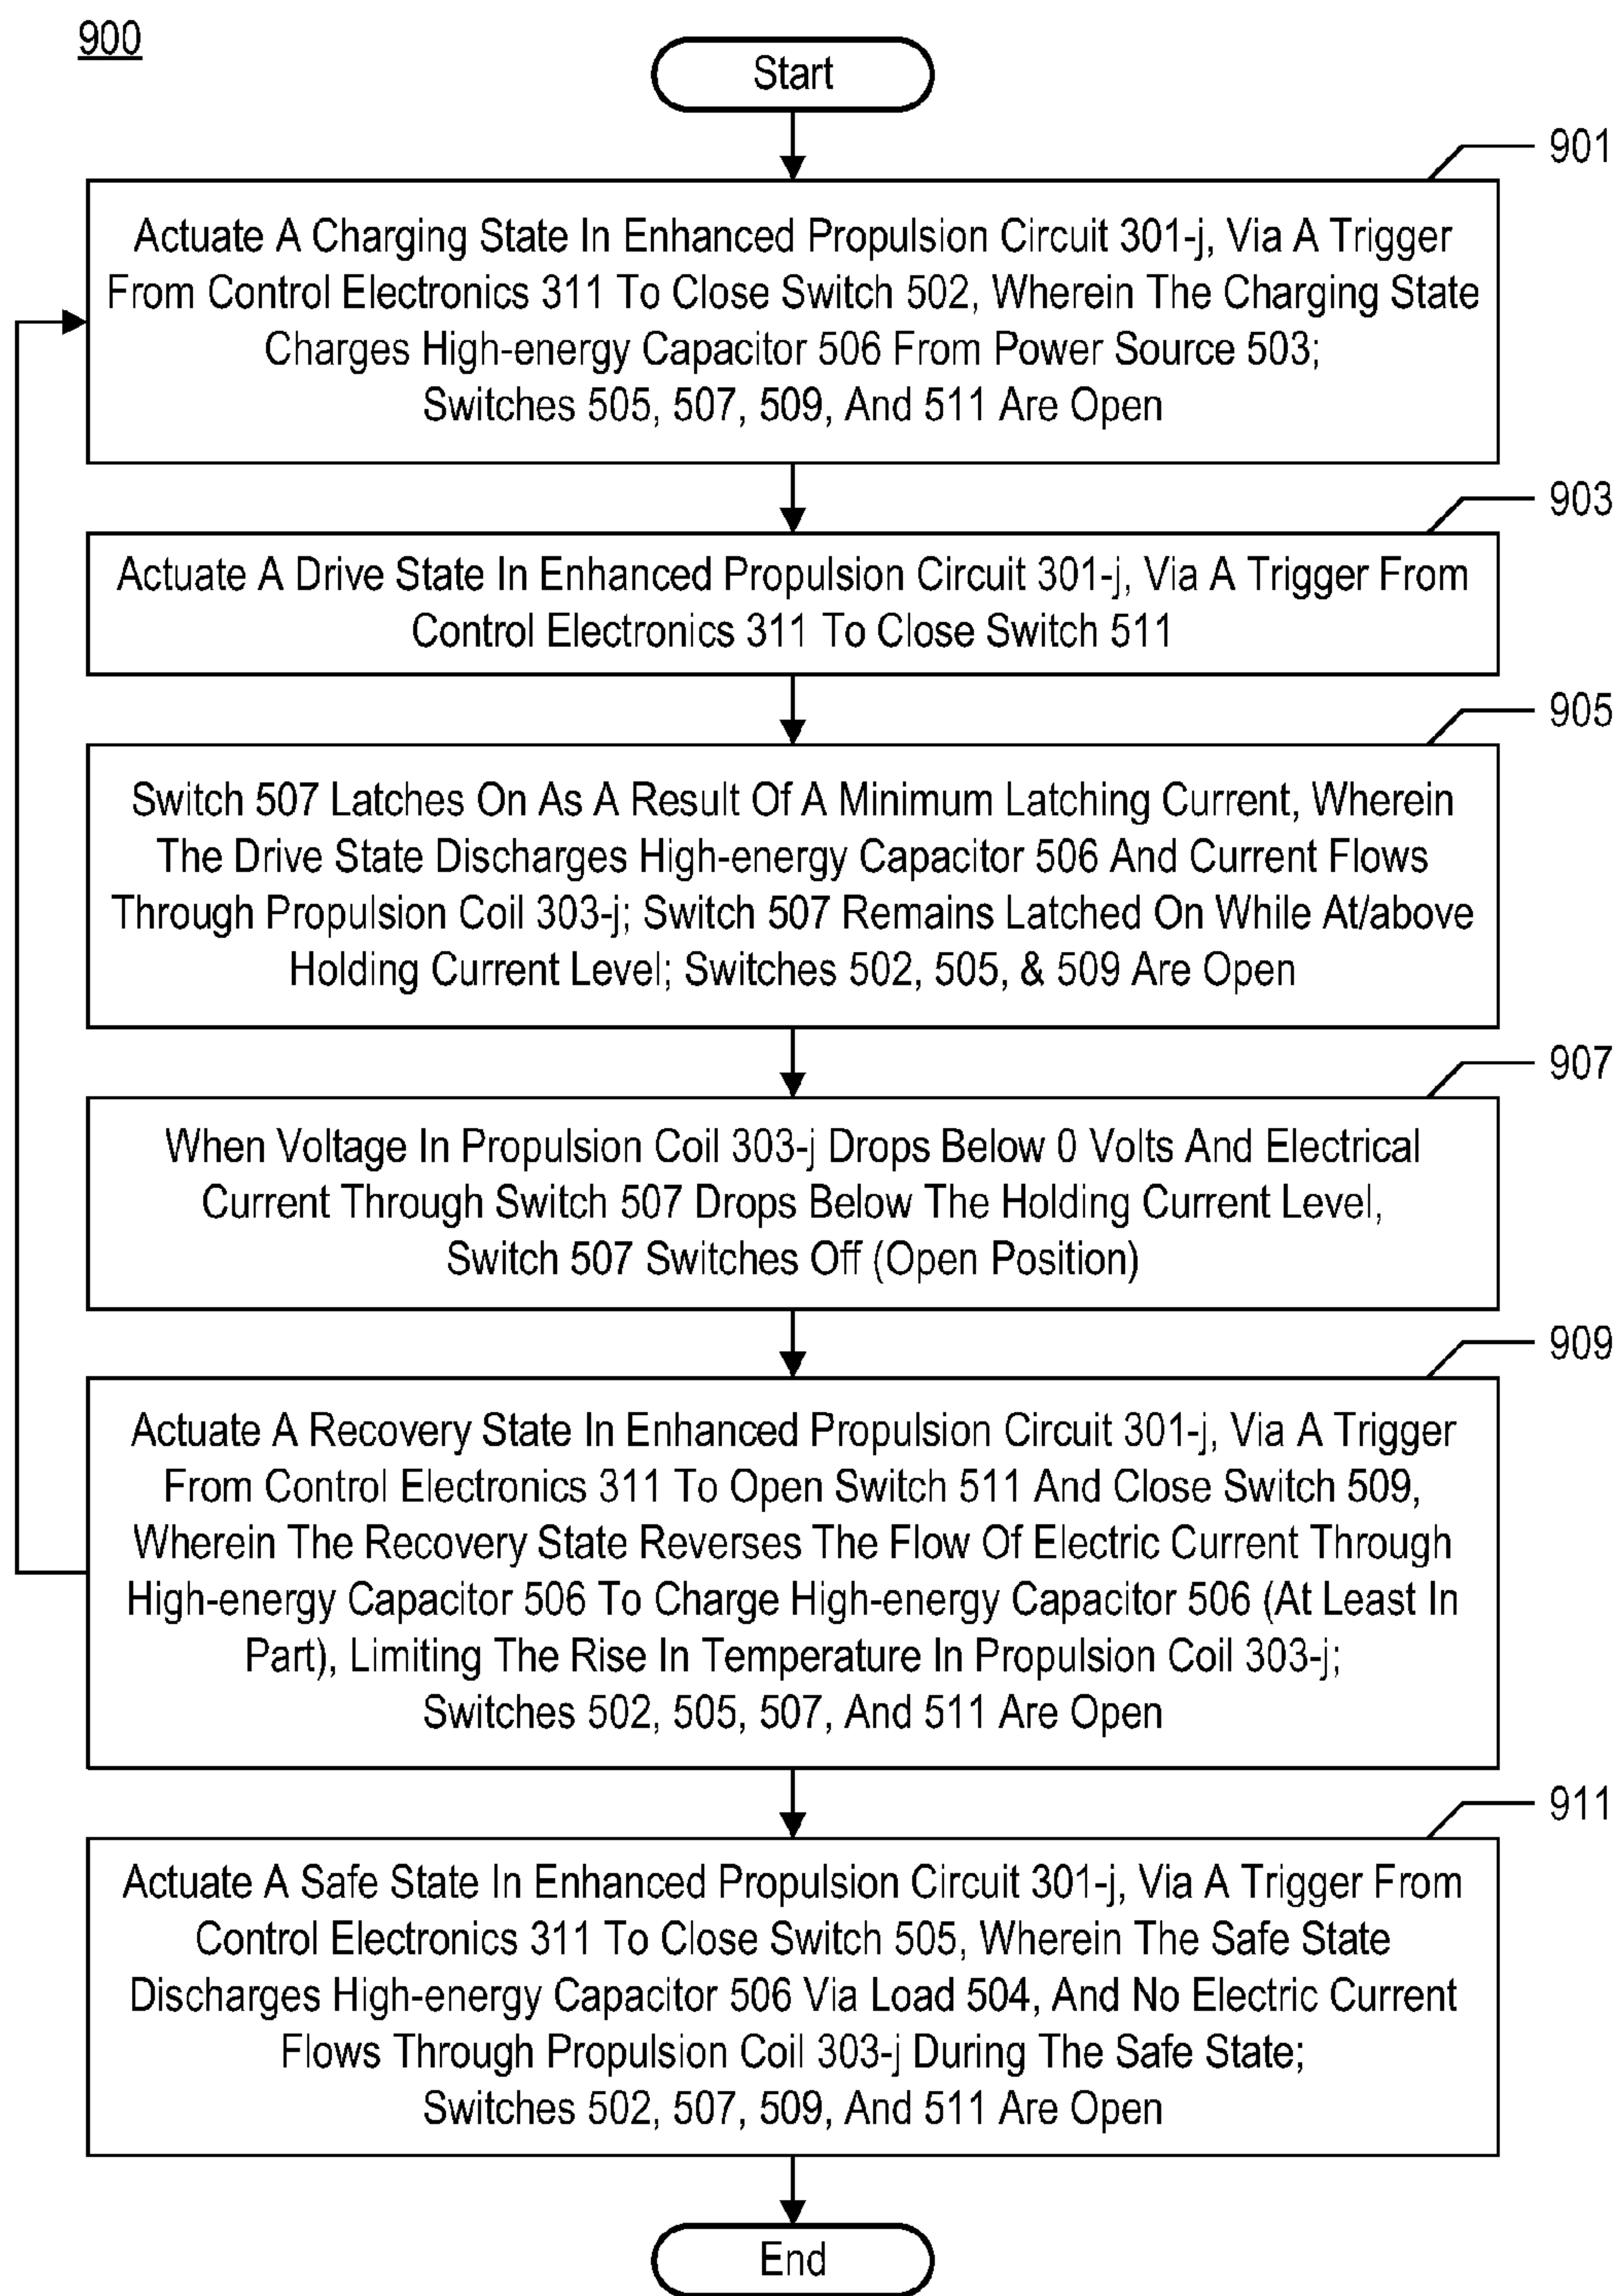 900
Start
901
Actuate A Charging State In Enhanced Propulsion Circuit 301-j, Via A Trigger
From Control Electronics 311 To Close Switch 502, Wherein The Charging State
Charges High-energy Capacitor 506 From Power Source 503;
Switches 505, 507, 509, And 511 Are Open
903
Actuate A Drive State In Enhanced Propulsion Circuit 301-j, Via A Trigger From
Control Electronics 311 To Close Switch 511
905
Switch 507 Latches On As A Result Of A Minimum Latching Current, Wherein
The Drive State Discharges High-energy Capacitor 506 And Current Flows
Through Propulsion Coil 303-j; Switch 507 Remains Latched On While At/above
Holding Current Level; Switches 502, 505, & 509 Are Open
907
When Voltage In Propulsion Coil 303-j Drops Below 0 Volts And Electrical
Current Through Switch 507 Drops Below The Holding Current Level,
Switch 507 Switches Off (Open Position)
909
Actuate A Recovery State In Enhanced Propulsion Circuit 301-j, Via A Trigger
From Control Electronics 311 To Open Switch 511 And Close Switch 509,
Wherein The Recovery State Reverses The Flow Of Electric Current Through
High-energy Capacitor 506 To Charge High-energy Capacitor 506 (At Least In
Part), Limiting The Rise In Temperature In Propulsion Coil 303-j;
Switches 502, 505, 507, And 511 Are Open
911
Actuate A Safe State In Enhanced Propulsion Circuit 301-j, Via A Trigger From
Control Electronics 311 To Close Switch 505, Wherein The Safe State
Discharges High-energy Capacitor 506 Via Load 504, And No Electric Current
Flows Through Propulsion Coil 303-j During The Safe State;
Switches 502, 507, 509, And 511 Are Open
End